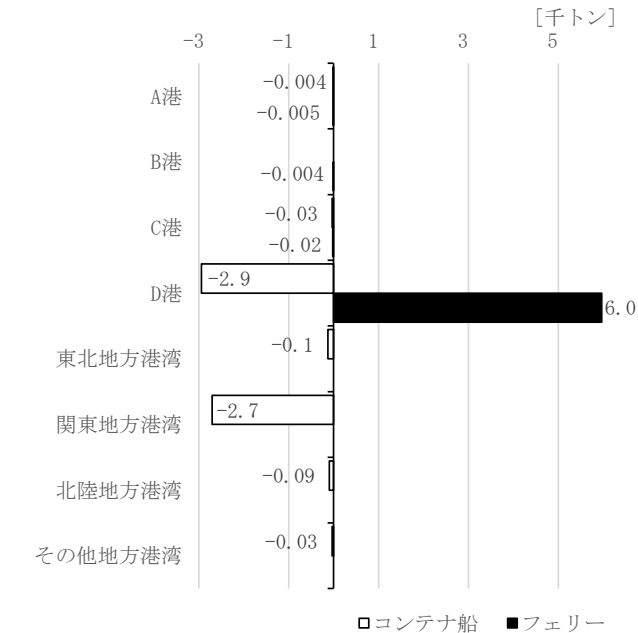 [千トン]
-3 -1 1 3 5
-0.004
A港
-0.005
B港
-0.004
-0.03
C港
-0.02
-2.9
D港
6.0
-0.1
東北地方港湾
-2.7
関東地方港湾
-0.09
北陸地方港湾
-0.03
その他地方港湾
□コンテナ船 ■フェリー